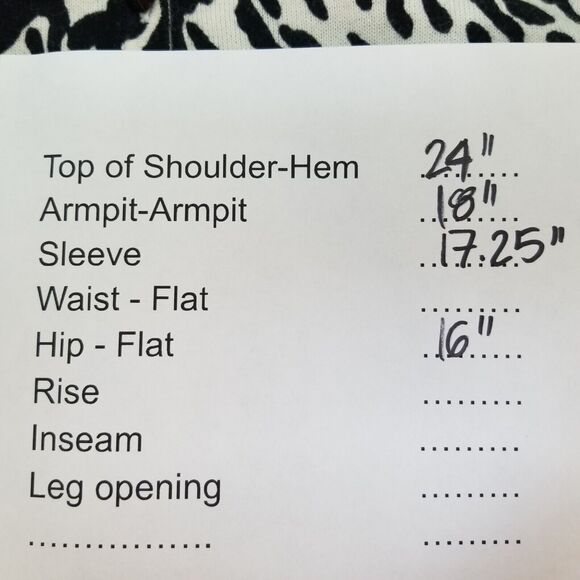 Top of Shoulder-Hem 24"
Armpit-Armpit 18"
Sleeve 17.25"
Waist - Flat .........
Hip - Flat 16"
Rise .........
Inseam .........
Leg opening .........
................ .........